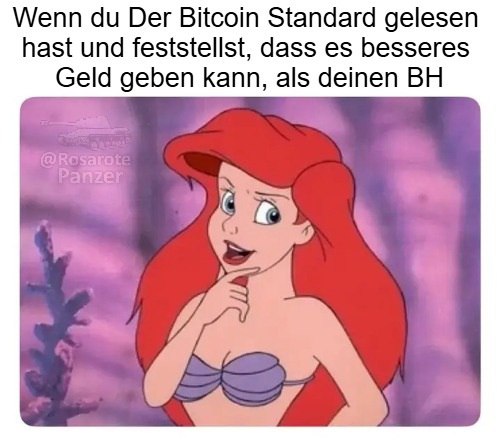 Wenn du Der Bitcoin Standard gelesen
hast und feststellst, dass es besseres
Geld geben kann, als deinen BH
@Rosarote
Panzer